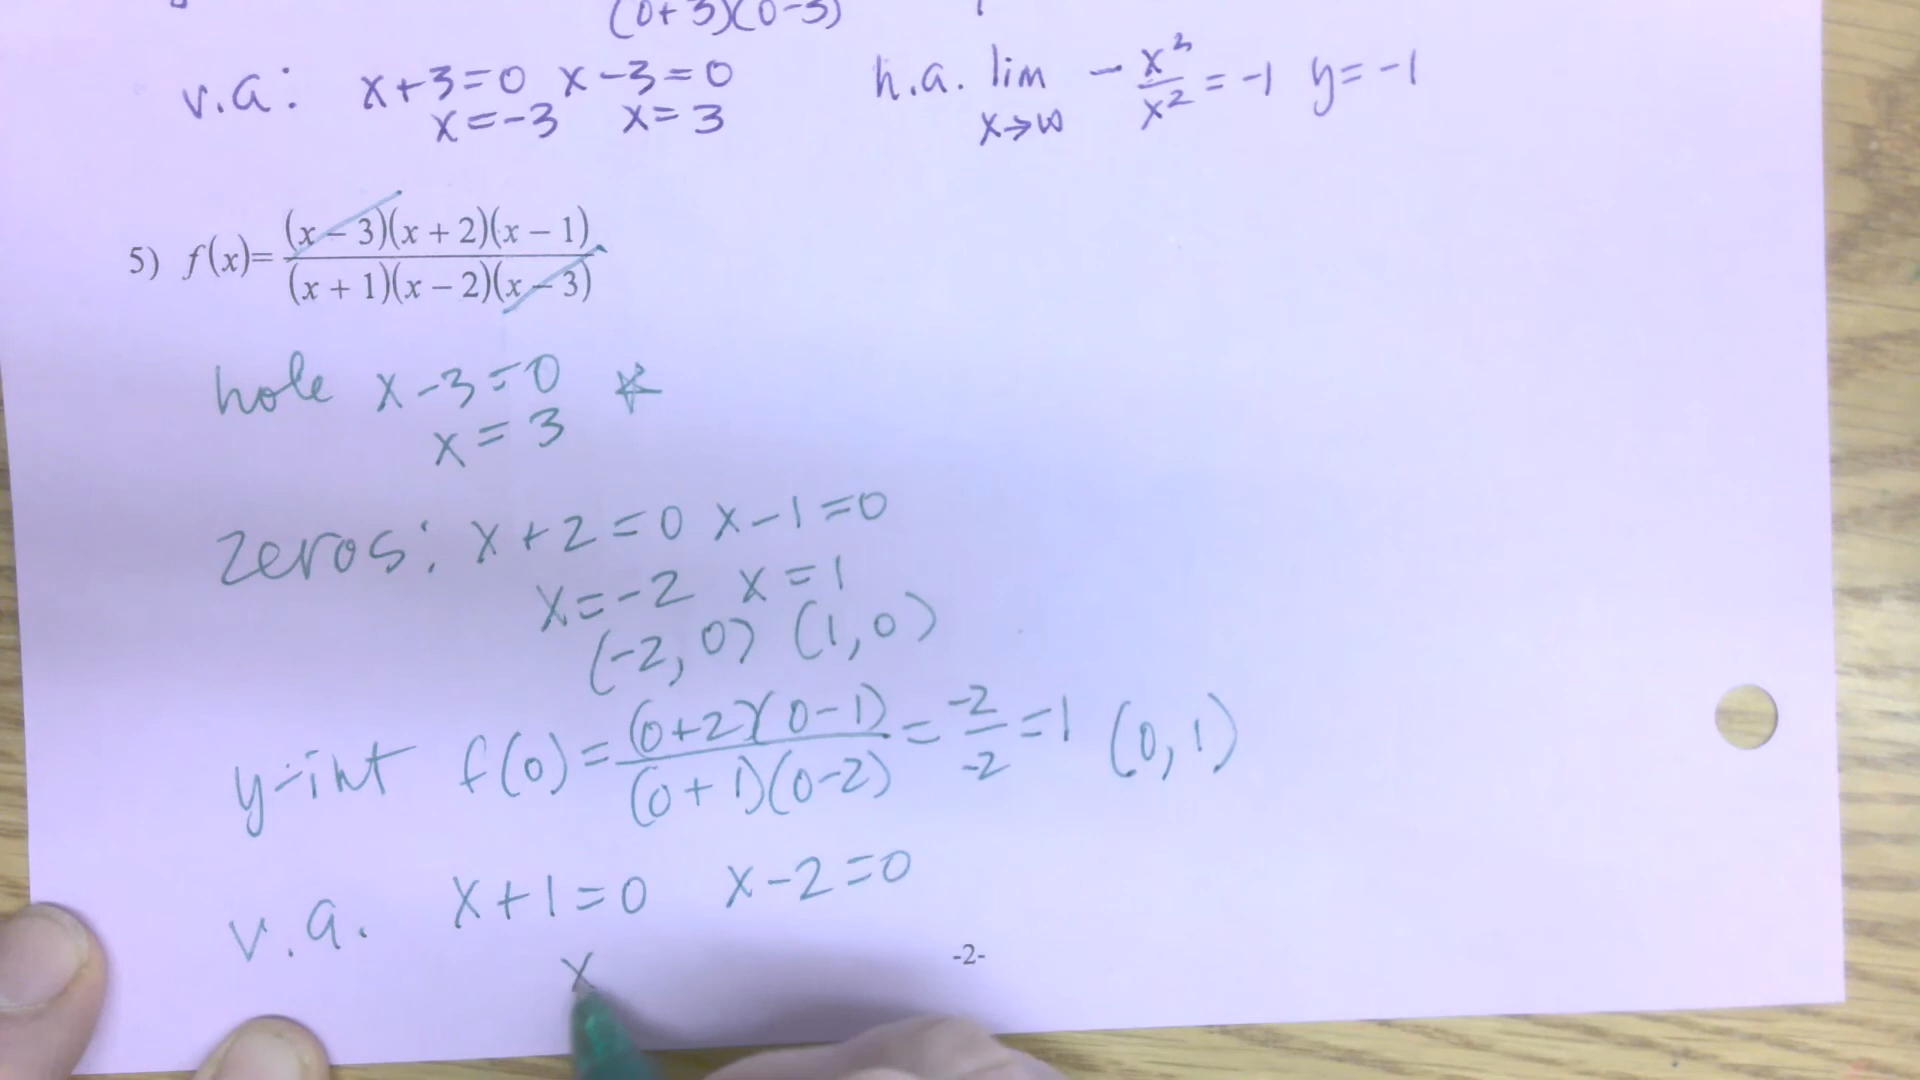 (0+3)(0-3)
v.a: x+3=0 x-3=0
x=-3 x=3
h.a. lim x→∞ - x²/x² = -1 y=-1
5) f(x)= (x − 3)(x + 2)(x − 1) / (x + 1)(x − 2)(x − 3)
hole x-3=0 ☆
x=3
zeros: x+2=0 x-1=0
x=-2 x=1
(-2,0) (1,0)
y-int f(0)= (0+2)(0-1) / (0+1)(0-2) = -2/-2 =1 (0,1)
v.a. x+1=0 x-2=0
x
-2-